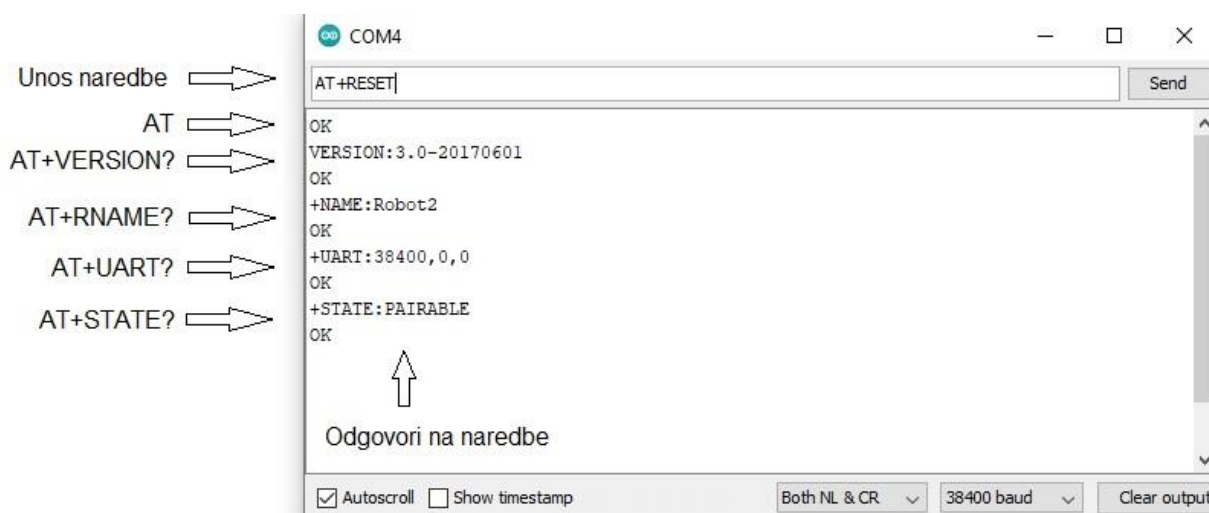 COM4
Unos naredbe
AT+RESET
Send
AT
OK
AT+VERSION?
VERSION:3.0-20170601
OK
AT+RNAME?
+NAME:Robot2
OK
AT+UART?
+UART:38400,0,0
OK
AT+STATE?
+STATE:PAIRABLE
OK
Odgovori na naredbe
Autoscroll Show timestamp Both NL & CR 38400 baud Clear output